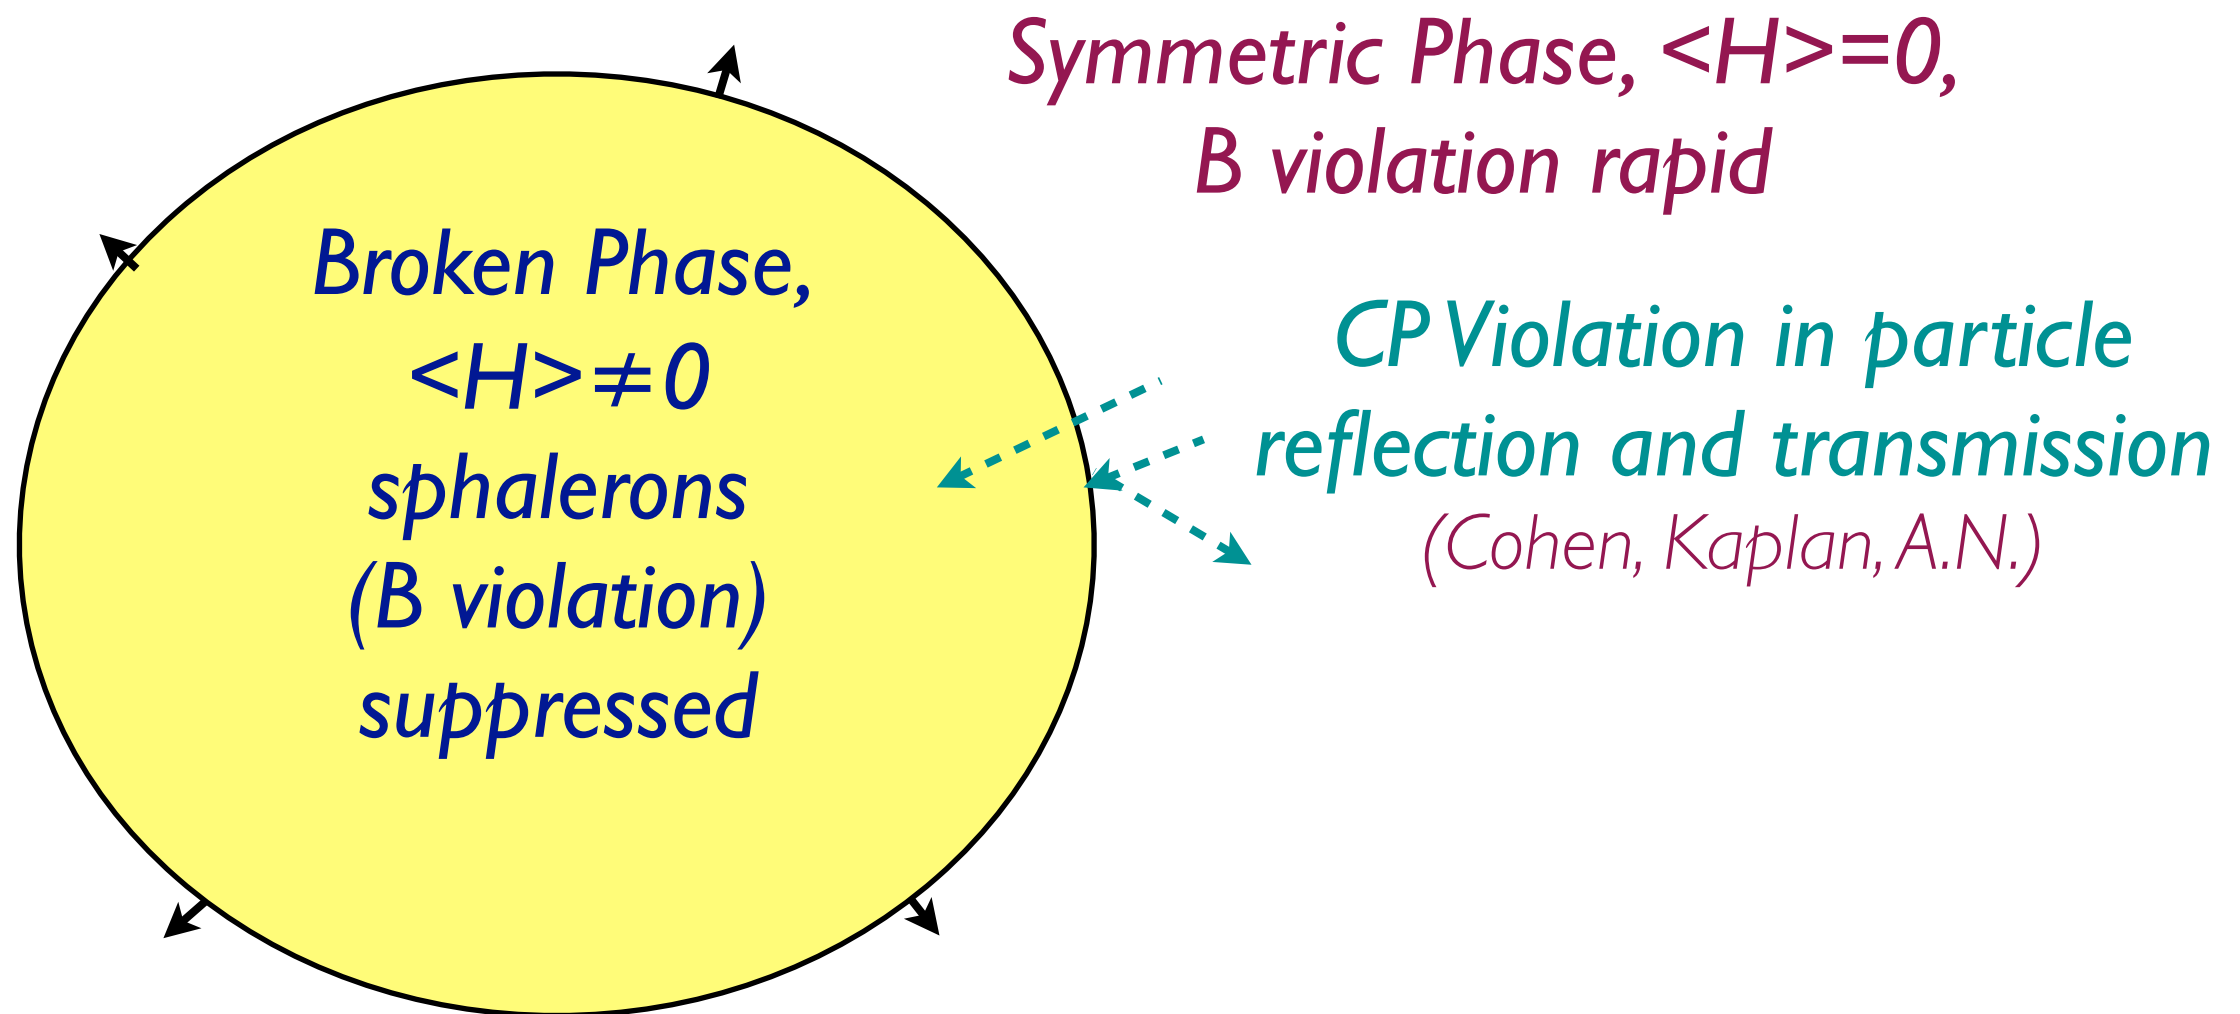 Symmetric Phase, <H>=0,
B violation rapid
Broken Phase,
<H>≠0
sphalerons
(B violation)
suppressed
CP Violation in particle
reflection and transmission
(Cohen, Kaplan, A.N.)